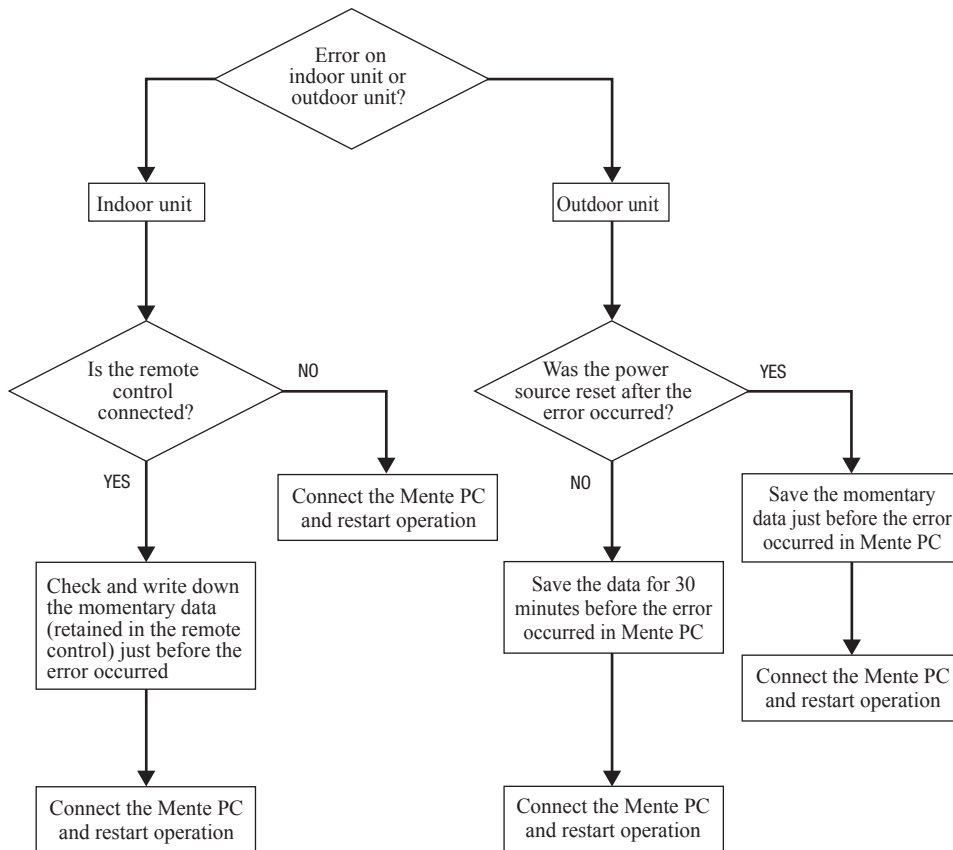 Error on
indoor unit or
outdoor unit?
Indoor unit
Outdoor unit
Is the remote
control
connected?
NO
YES
Was the power
source reset after the
error occurred?
YES
NO
Connect the Mente PC
and restart operation
Save the momentary
data just before the error
occurred in Mente PC
Check and write down
the momentary data
(retained in the remote
control) just before the
error occurred
Save the data for 30
minutes before the error
occurred in Mente PC
Connect the Mente PC
and restart operation
Connect the Mente PC
and restart operation
Connect the Mente PC
and restart operation